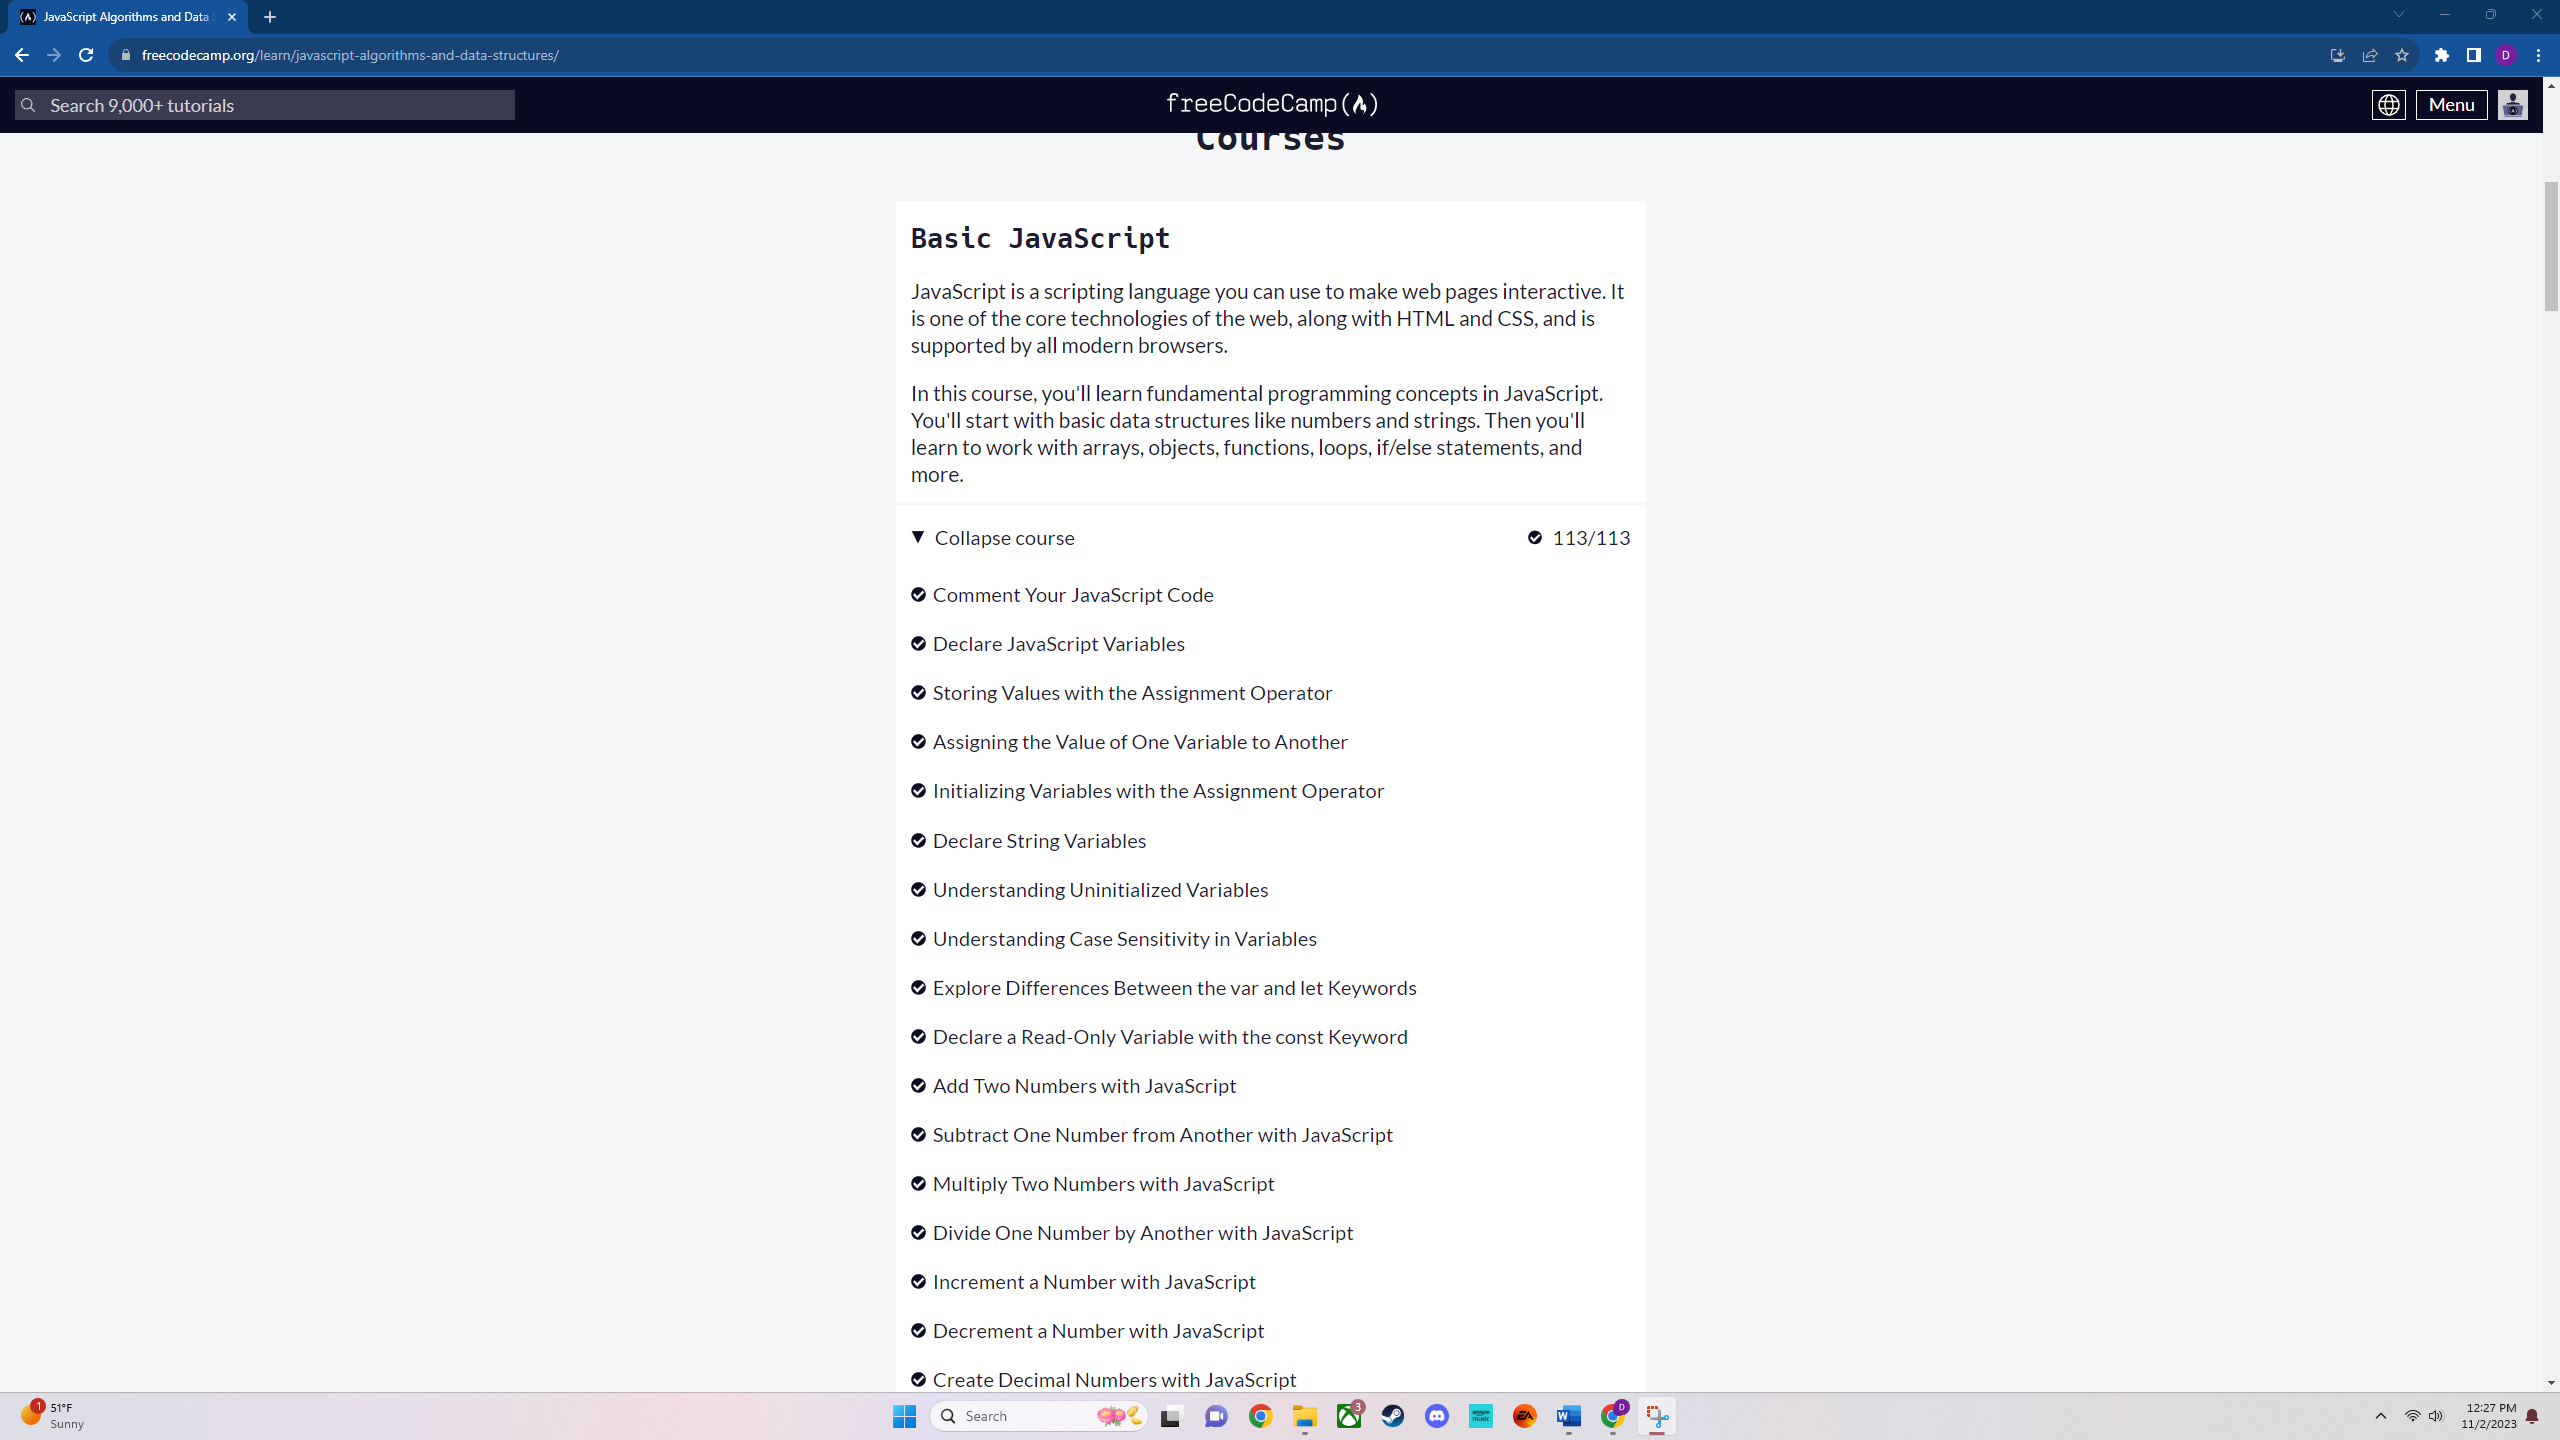 JavaScript Algorithms and Data
freecodecamp.org/learn/javascript-algorithms-and-data-structures/
D
Search 9,000+ tutorials
freeCodeCamp
Menu
Courses
Basic JavaScript
JavaScript is a scripting language you can use to make web pages interactive. It
is one of the core technologies of the web, along with HTML and CSS, and is
supported by all modern browsers.
In this course, you'll learn fundamental programming concepts in JavaScript.
You'll start with basic data structures like numbers and strings. Then you'll
learn to work with arrays, objects, functions, loops, if/else statements, and
more.
Collapse course 113/113
Comment Your JavaScript Code
Declare JavaScript Variables
Storing Values with the Assignment Operator
Assigning the Value of One Variable to Another
Initializing Variables with the Assignment Operator
Declare String Variables
Understanding Uninitialized Variables
Understanding Case Sensitivity in Variables
Explore Differences Between the var and let Keywords
Declare a Read-Only Variable with the const Keyword
Add Two Numbers with JavaScript
Subtract One Number from Another with JavaScript
Multiply Two Numbers with JavaScript
Divide One Number by Another with JavaScript
Increment a Number with JavaScript
Decrement a Number with JavaScript
Create Decimal Numbers with JavaScript
1
51°F
Sunny
Search
3
amazon
music
EA
W
D
12:27 PM
11/2/2023